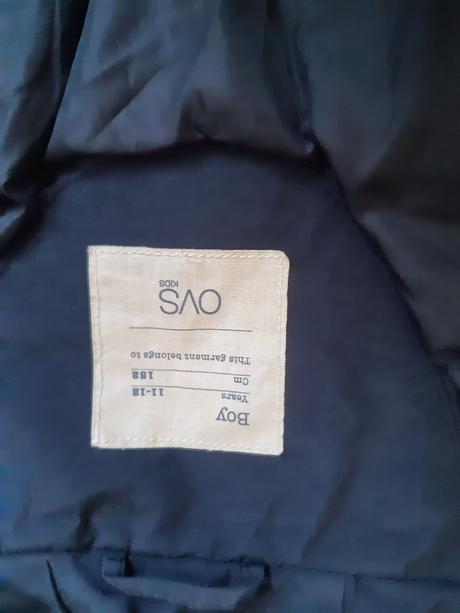 Boy
Years 11-12
Cm 152
This garment belongs to
OVS
KIDS